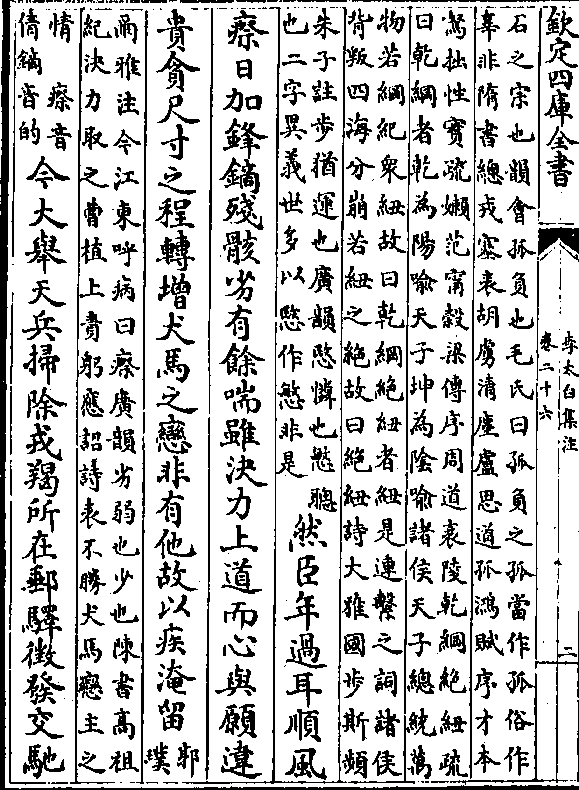 欽定四庫全書
李太白集注
卷二十六
二
石之宗也韻會孤負也毛氏曰孤負之孤當作孤俗作
辜非隋書總戎塞表胡虜清塵盧思道孤鴻賦序才本
駑拙性實疏嬾范甯穀梁傳序周道衰陵乾綱絶紐疏
曰乾綱者乾為陽喻天子坤為陰喻諸侯天子總統萬
物若綱紀衆紐故曰乾綱絶紐者紐是連繫之詞諸侯
背叛四海分崩若紐之絶故曰絶紐詩大雅國步斯頻
朱子註步猶運也廣韻愍憐也慜聰
也二字異義世多以愍作慜非是
然臣年過耳順風
瘵日加鋒鏑殘骸劣有餘喘雖決力上道而心與願違
貴貪尺寸之程轉增犬馬之戀非有他故以疾淹留
郭
璞
爾雅注今江東呼病曰瘵廣韻劣弱也少也陳書高祖
紀決力取之曹植上責躬應詔詩表不勝犬馬戀主之
情瘵音
債鏑音的
今大舉天兵掃除戎羯所在郵驛徵發交馳